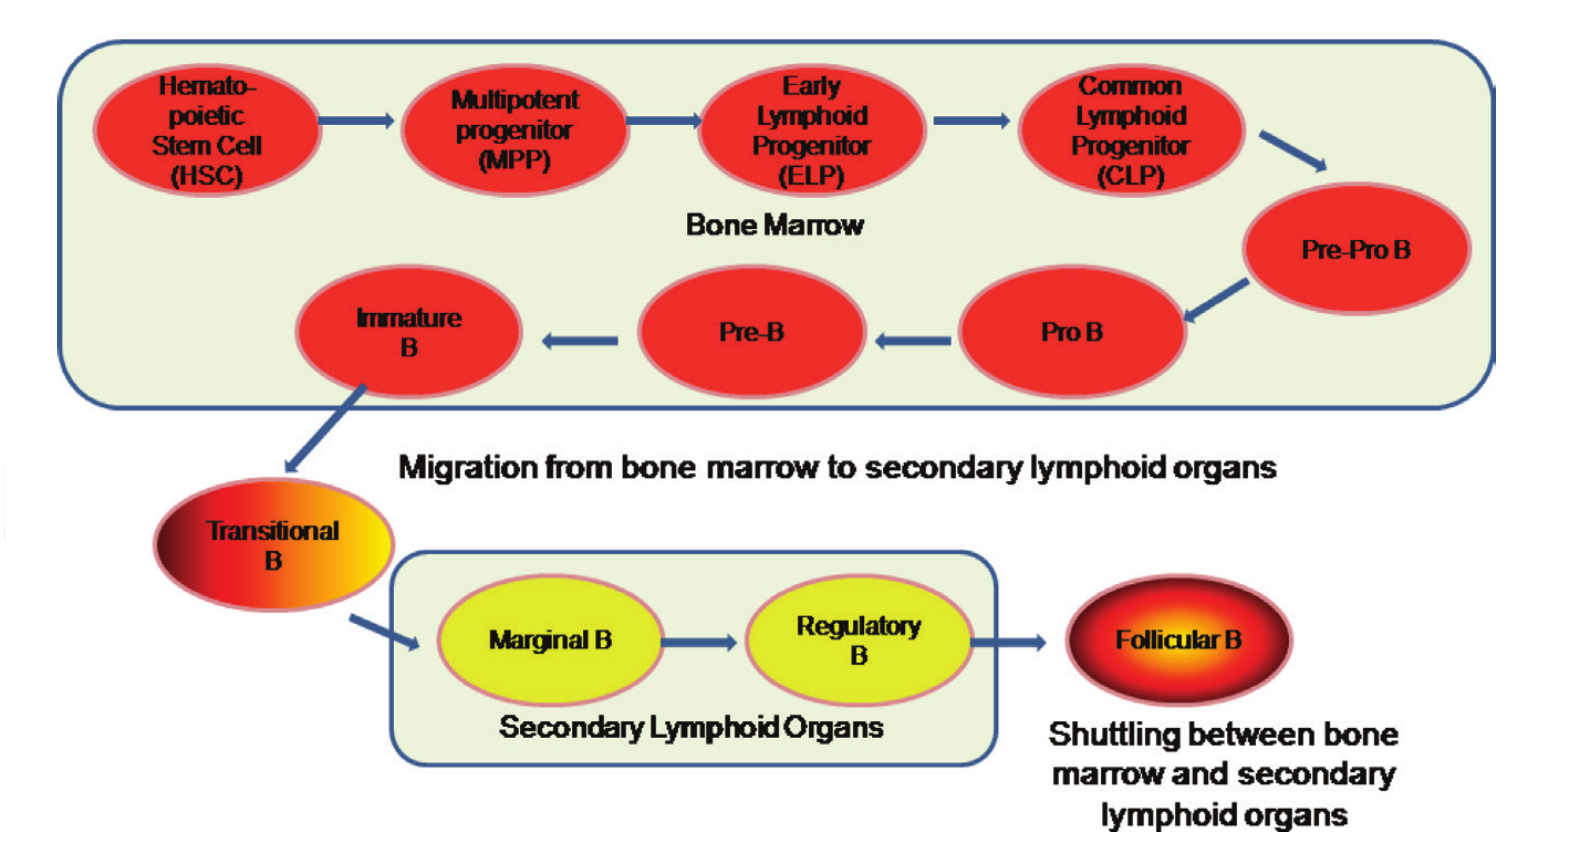 Hemato-
poietic
Stem Cell
(HSC)
Multipotent
progenitor
(MPP)
Early
Lymphoid
Progenitor
(ELP)
Common
Lymphoid
Progenitor
(CLP)
Bone Marrow
Pre-Pro B
Immature
B
Pre-B
Pro B
Migration from bone marrow to secondary lymphoid organs
Transitional
B
Marginal B
Regulatory
B
Follicular B
Secondary Lymphoid Organs
Shuttling between bone
marrow and secondary
lymphoid organs